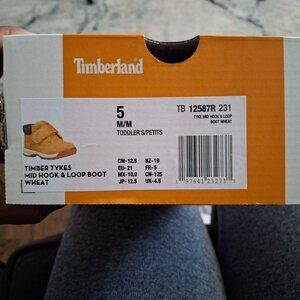 Timberland
5
M/M
TODDLER'S/PETITS
TB 12587R 231
TYKE MID HOOK & LOOP
BOOT WHEAT
TIMBER TYKES
MID HOOK & LOOP BOOT
WHEAT
CM-12.5 BZ-19
EU-21 FR-5
MX-10.0 CN-125
JP-12.5 UK-4.5